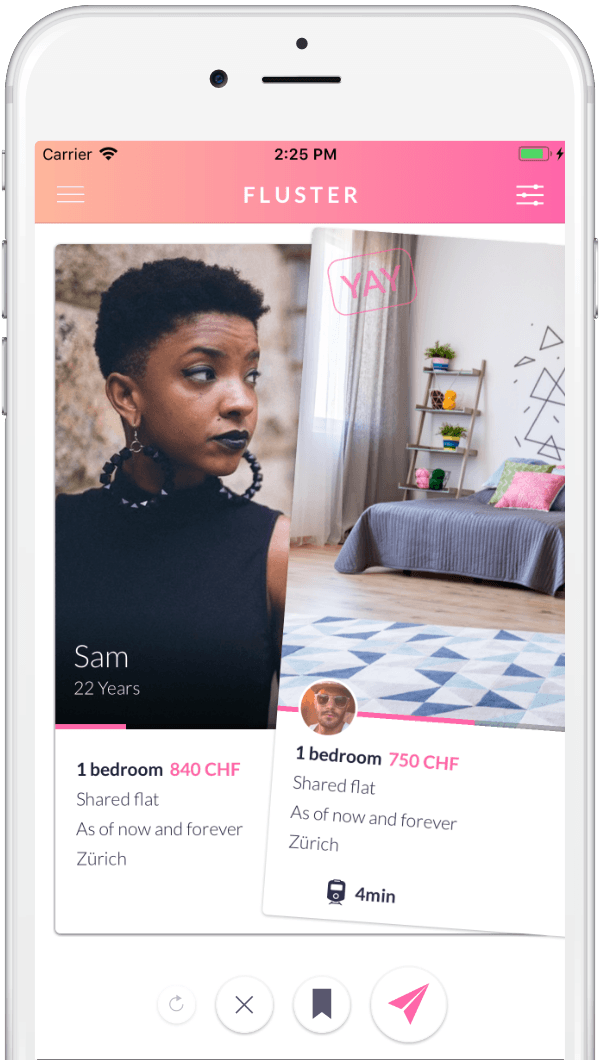 Carrier
2:25 PM
FLUSTER
YAY
Sam
22 Years
1 bedroom 840 CHF
Shared flat
As of now and forever
Zürich
1 bedroom 750 CHF
Shared flat
As of now and forever
Zürich
4min